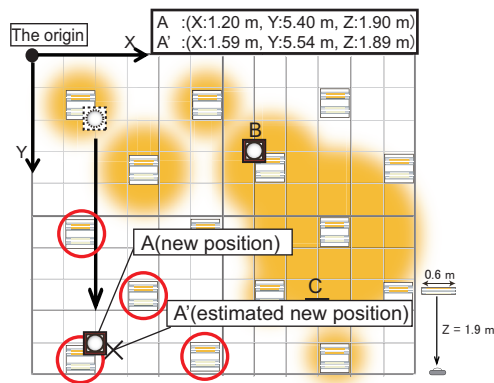 The origin
X
A :(X:1.20 m, Y:5.40 m, Z:1.90 m)
A' :(X:1.59 m, Y:5.54 m, Z:1.89 m)
Y
B
A(new position)
C
A'(estimated new position)
0.6 m
Z = 1.9 m